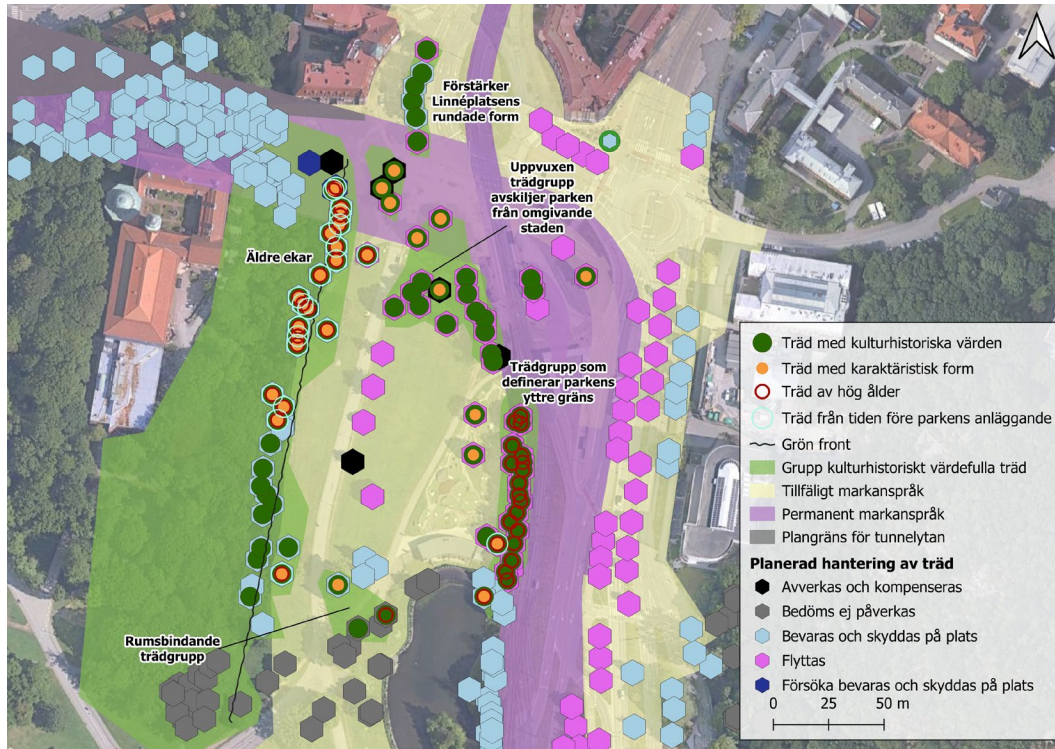 Förstärker
Linnéplatsens
rundade form
Uppvuxen
trädgrupp
avskiljer parken
från omgivande
staden
Äldre ekar
Trädgrupp som
definerar parkens
yttre gräns
Rumsbindande
trädgrupp
Träd med kulturhistoriska värden
Träd med karaktäristisk form
Träd av hög ålder
Träd från tiden före parkens anläggande
Grön front
Grupp kulturhistoriskt värdefulla träd
Tillfäligt markanspråk
Permanent markanspråk
Plangräns för tunnelytan
Planerad hantering av träd
Avverkas och kompenseras
Bedöms ej påverkas
Bevaras och skyddas på plats
Flyttas
Försöka bevaras och skyddas på plats
0 25 50 m